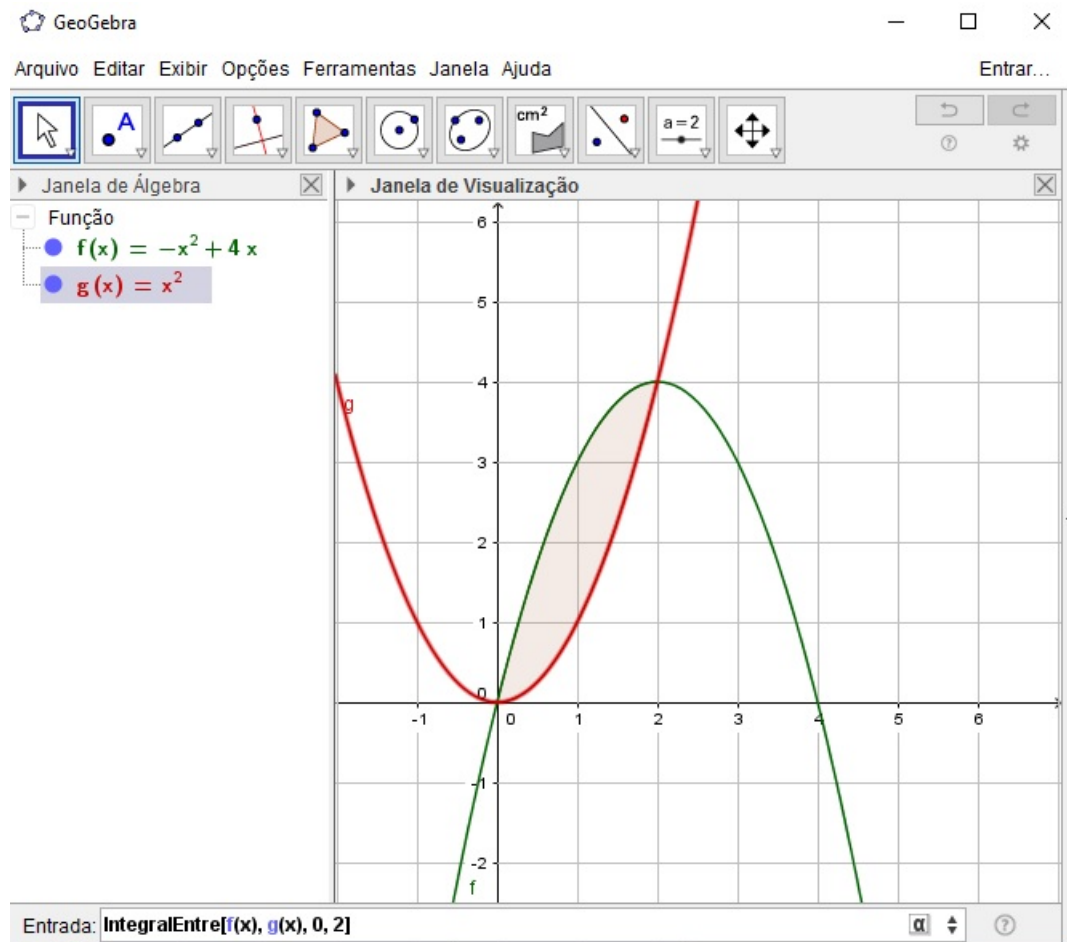 GeoGebra
Arquivo Editar Exibir Opções Ferramentas Janela Ajuda Entrar...
A cm² a=2
Janela de Álgebra
Janela de Visualização
Função
f(x) = −x² + 4 x
g(x) = x²
6
5
4
g
3
2
1
0
-1 0 1 2 3 4 5 6
-1
-2
f
Entrada: IntegralEntre[f(x), g(x), 0, 2] α